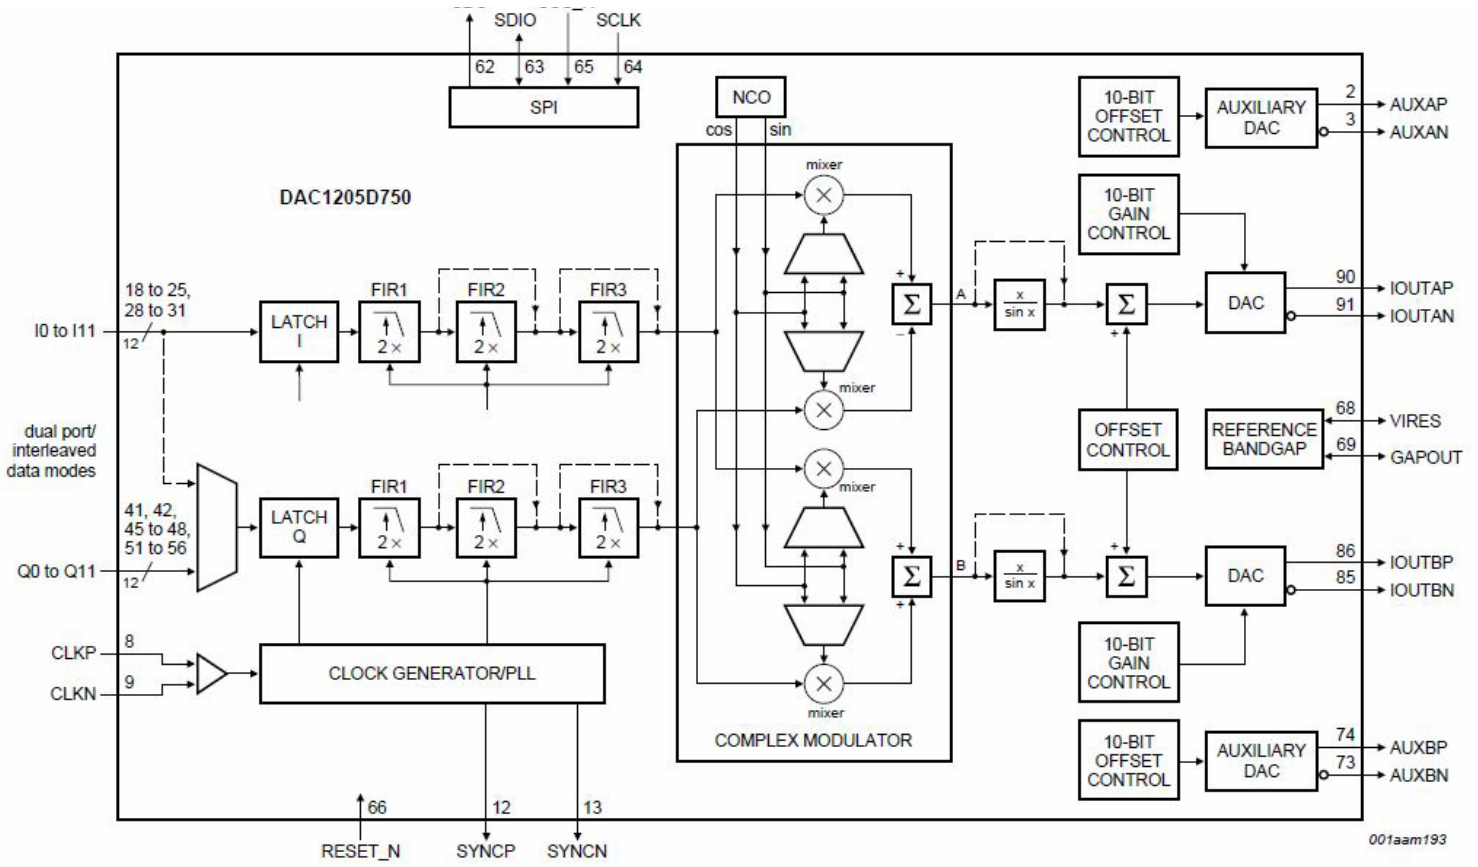 SDIO
SCLK
62
63
65
64
SPI
NCO
cos
sin
DAC1205D750
mixer
10-BIT
OFFSET
CONTROL
AUXILIARY
DAC
2
AUXAP
3
AUXAN
10-BIT
GAIN
CONTROL
18 to 25,
28 to 31
I0 to I11
12
LATCH
I
FIR1
2 ×
FIR2
2 ×
FIR3
2 ×
+
Σ
−
A
x
sin x
Σ
+
DAC
90
IOUTAP
91
IOUTAN
mixer
dual port/
interleaved
data modes
OFFSET
CONTROL
REFERENCE
BANDGAP
68
VIRES
69
GAPOUT
mixer
41, 42,
45 to 48,
51 to 56
Q0 to Q11
12
LATCH
Q
FIR1
2 ×
FIR2
2 ×
FIR3
2 ×
+
Σ
+
B
x
sin x
+
Σ
DAC
86
IOUTBP
85
IOUTBN
CLKP
8
CLKN
9
CLOCK GENERATOR/PLL
mixer
COMPLEX MODULATOR
10-BIT
GAIN
CONTROL
10-BIT
OFFSET
CONTROL
AUXILIARY
DAC
74
AUXBP
73
AUXBN
66
12
13
RESET_N
SYNCP
SYNCN
001aam193